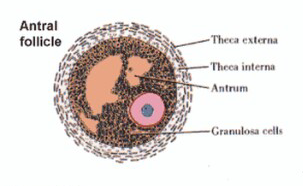 Antral
follicle
Theca externa
Theca interna
Antrum
Granulosa cells